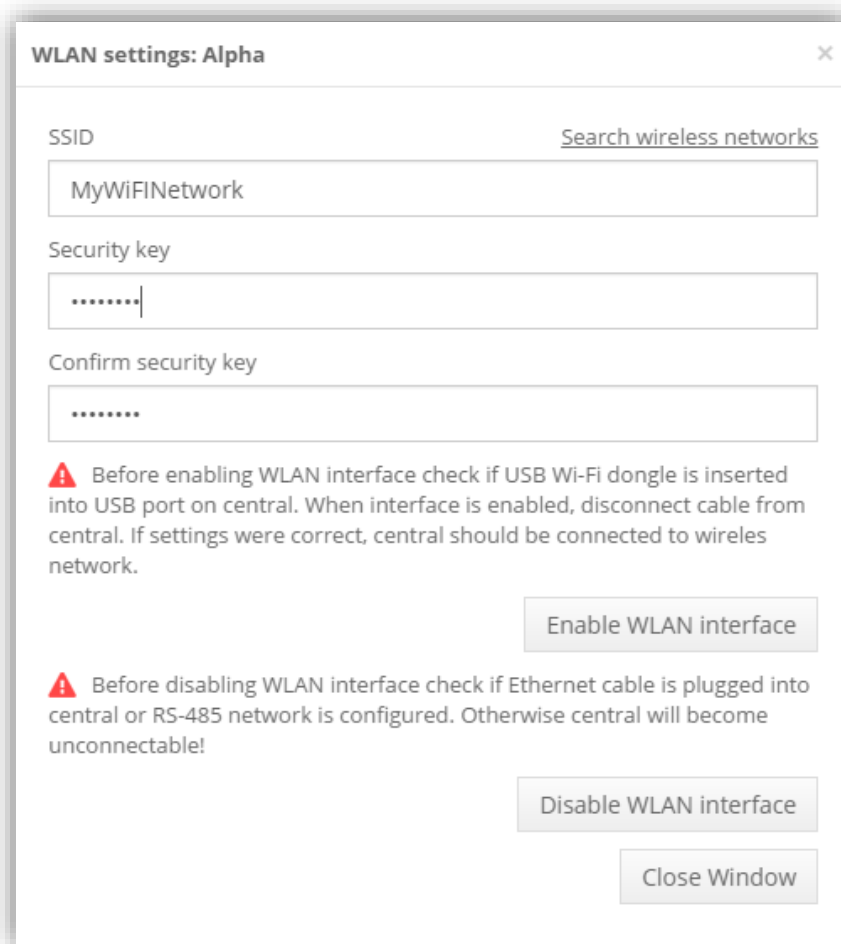 WLAN settings: Alpha ×
SSID Search wireless networks
MyWiFINetwork
Security key
••••••••
Confirm security key
••••••••
Before enabling WLAN interface check if USB Wi-Fi dongle is inserted
into USB port on central. When interface is enabled, disconnect cable from
central. If settings were correct, central should be connected to wireles
network.
Enable WLAN interface
Before disabling WLAN interface check if Ethernet cable is plugged into
central or RS-485 network is configured. Otherwise central will become
unconnectable!
Disable WLAN interface
Close Window